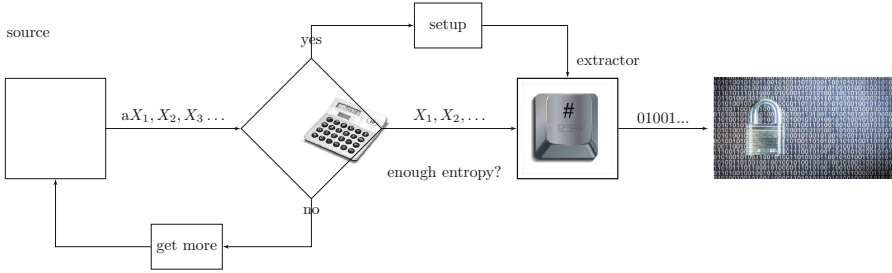 yes
setup
source
extractor
aX₁, X₂, X₃ . . .
X₁, X₂, . . .
#
01001...
enough entropy?
no
get more